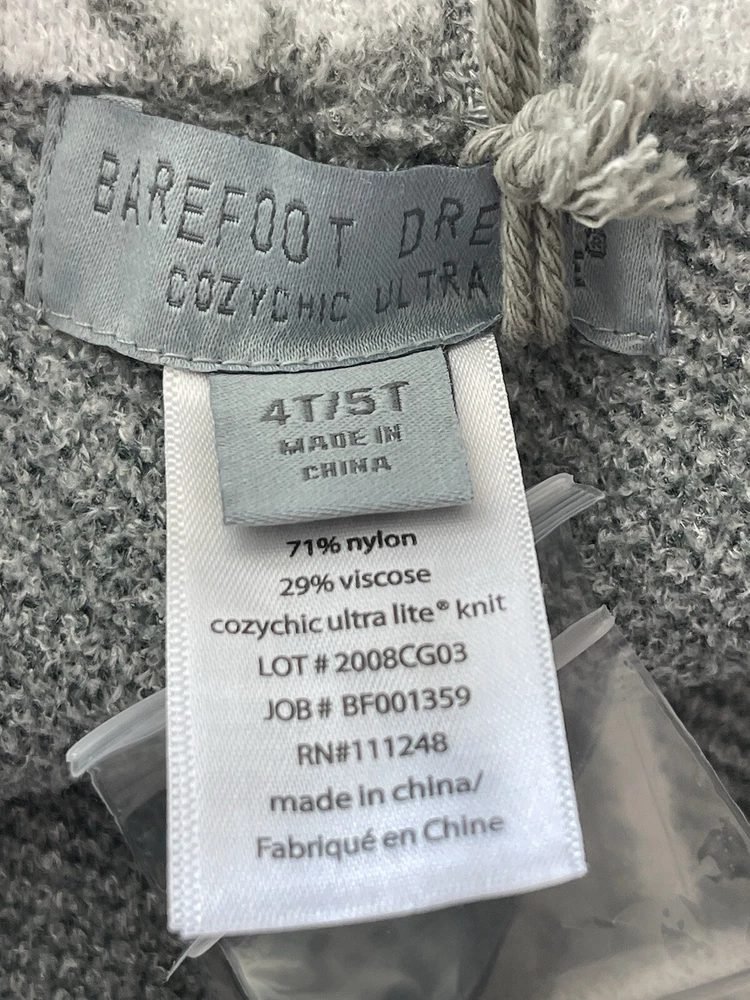 BAREFOOT DRE
COZYCHIC ULTRA
4T/5T
MADE IN
CHINA
71% nylon
29% viscose
cozychic ultra lite® knit
LOT # 2008CG03
JOB# BF001359
RN#111248
made in china/
Fabriqué en Chine